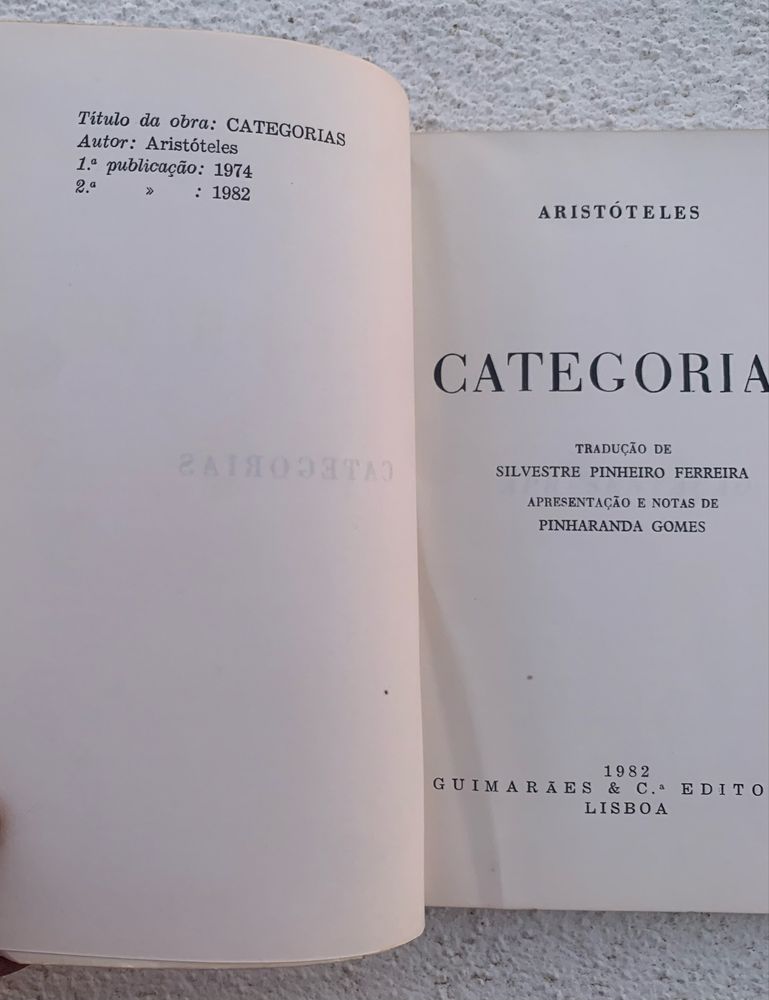 Título da obra: CATEGORIAS
Autor: Aristóteles
1.ª publicação: 1974
2.ª » : 1982
CATEGORIAS
ARISTÓTELES
CATEGORIA
TRADUÇÃO DE
SILVESTRE PINHEIRO FERREIRA
APRESENTAÇÃO E NOTAS DE
PINHARANDA GOMES
1982
GUIMARÃES & C.ª EDITO
LISBOA